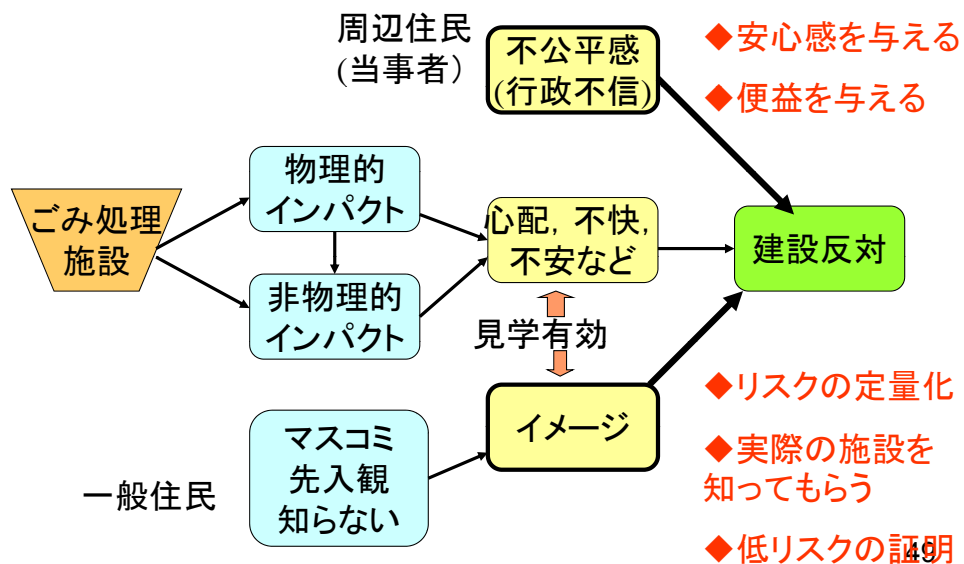 周辺住民
(当事者）
不公平感
(行政不信)
◆安心感を与える
◆便益を与える
ごみ処理
施設
物理的
インパクト
非物理的
インパクト
心配，不快，
不安など
建設反対
見学有効
イメージ
一般住民
マスコミ
先入観
知らない
◆リスクの定量化
◆実際の施設を
知ってもらう
◆低リスクの証明
49